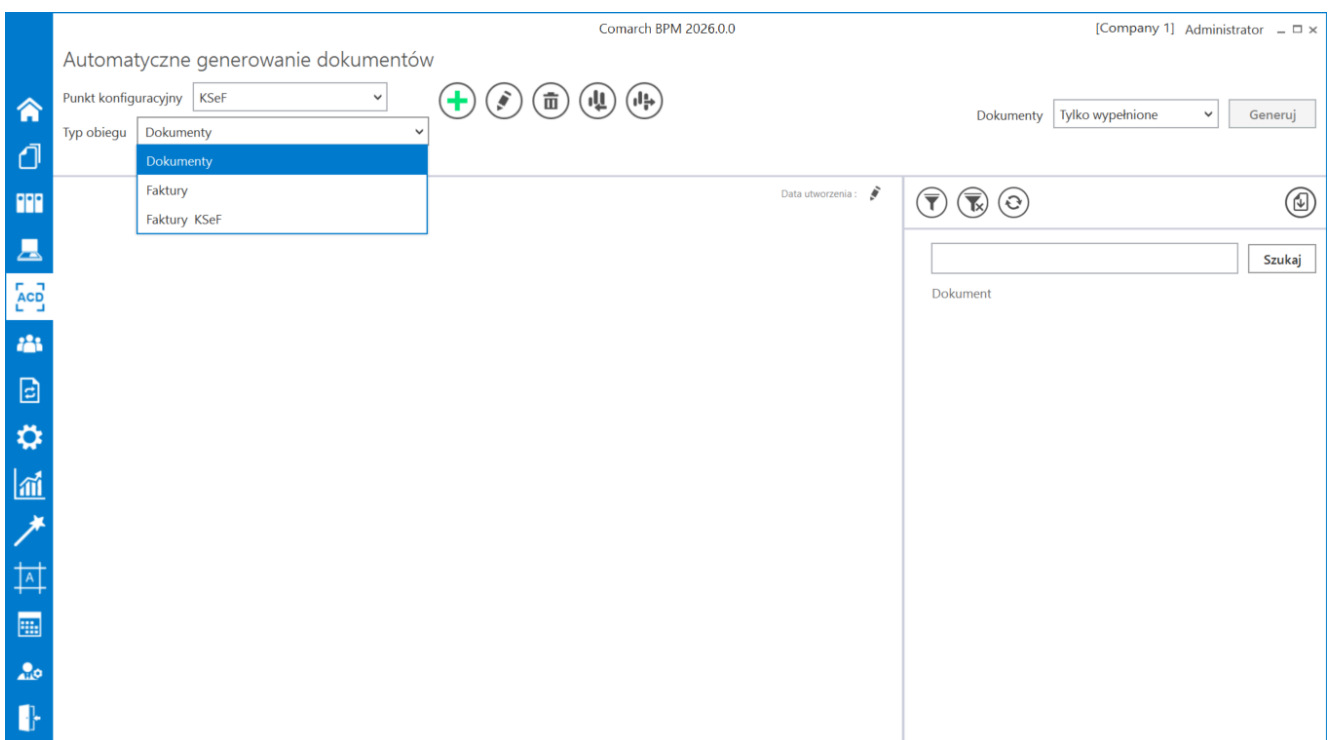 Comarch BPM 2026.0.0
[Company 1] Administrator
Automatyczne generowanie dokumentów
Punkt konfiguracyjny KSeF
Dokumenty Tylko wypełnione Generuj
Typ obiegu Dokumenty
Dokumenty
Faktury
Faktury KSeF
Data utworzenia :
Szukaj
Dokument
ACD
A